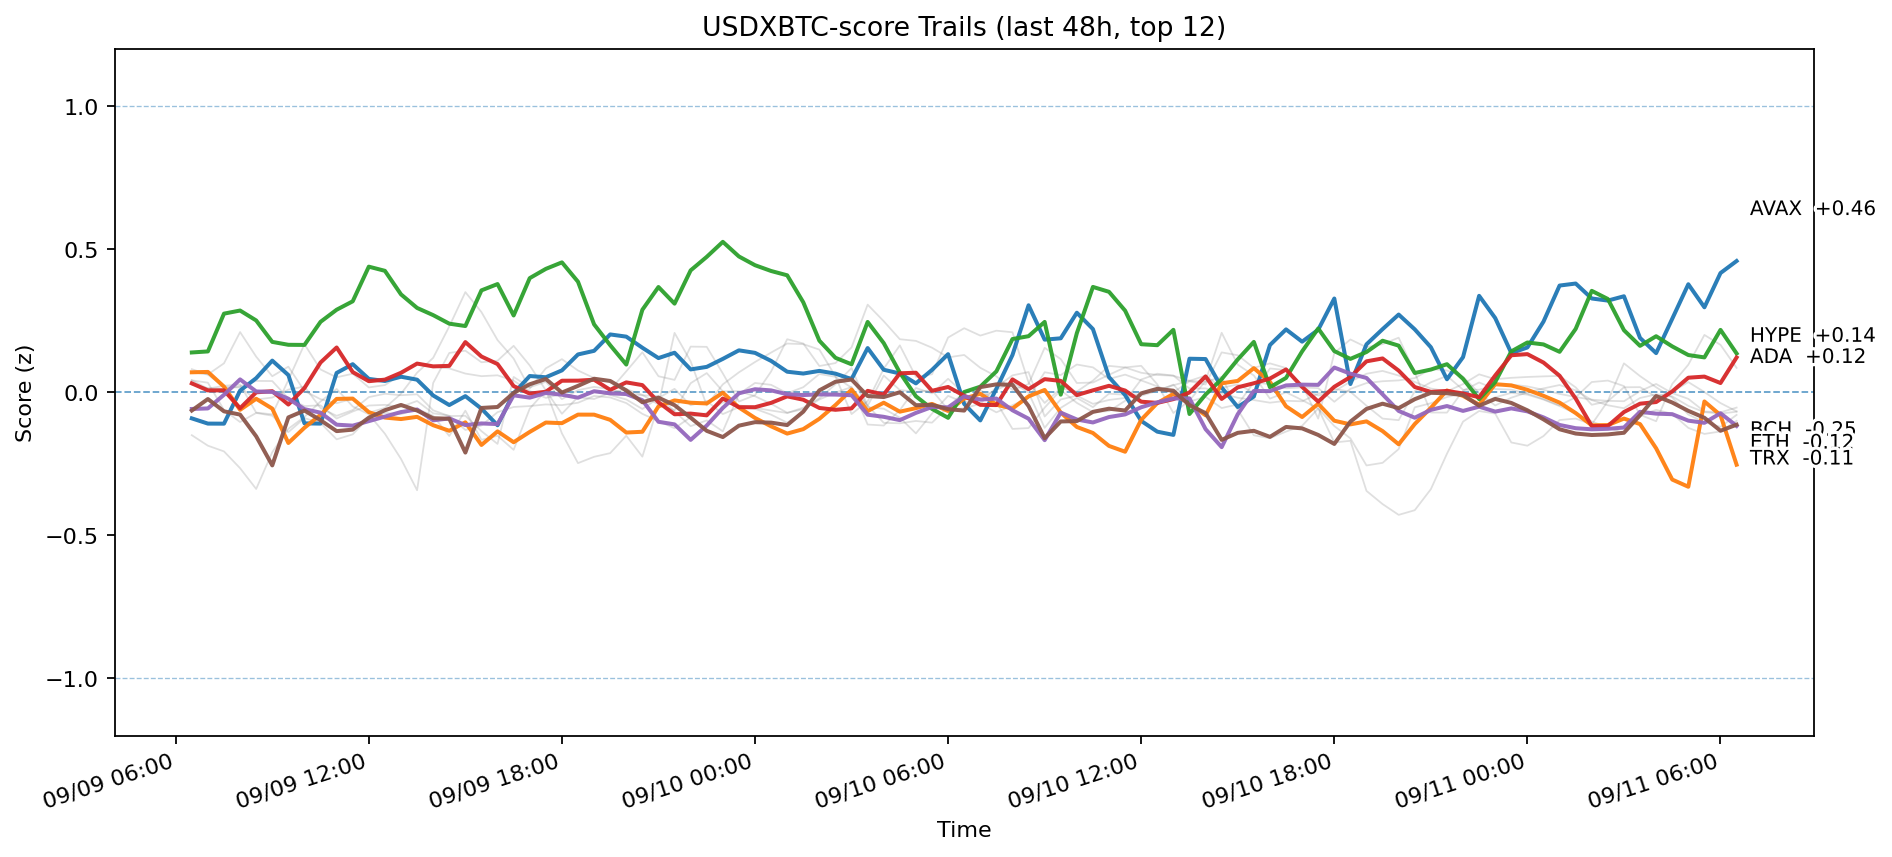 USDXBTC-score Trails (last 48h, top 12)
Score (z)
1.0
0.5
0.0
−0.5
−1.0
AVAX +0.46
HYPE +0.14
ADA +0.12
BCH -0.25
ETH -0.12
TRX -0.11
09/09 06:00
09/09 12:00
09/09 18:00
09/10 00:00
09/10 06:00
09/10 12:00
09/10 18:00
09/11 00:00
09/11 06:00
Time